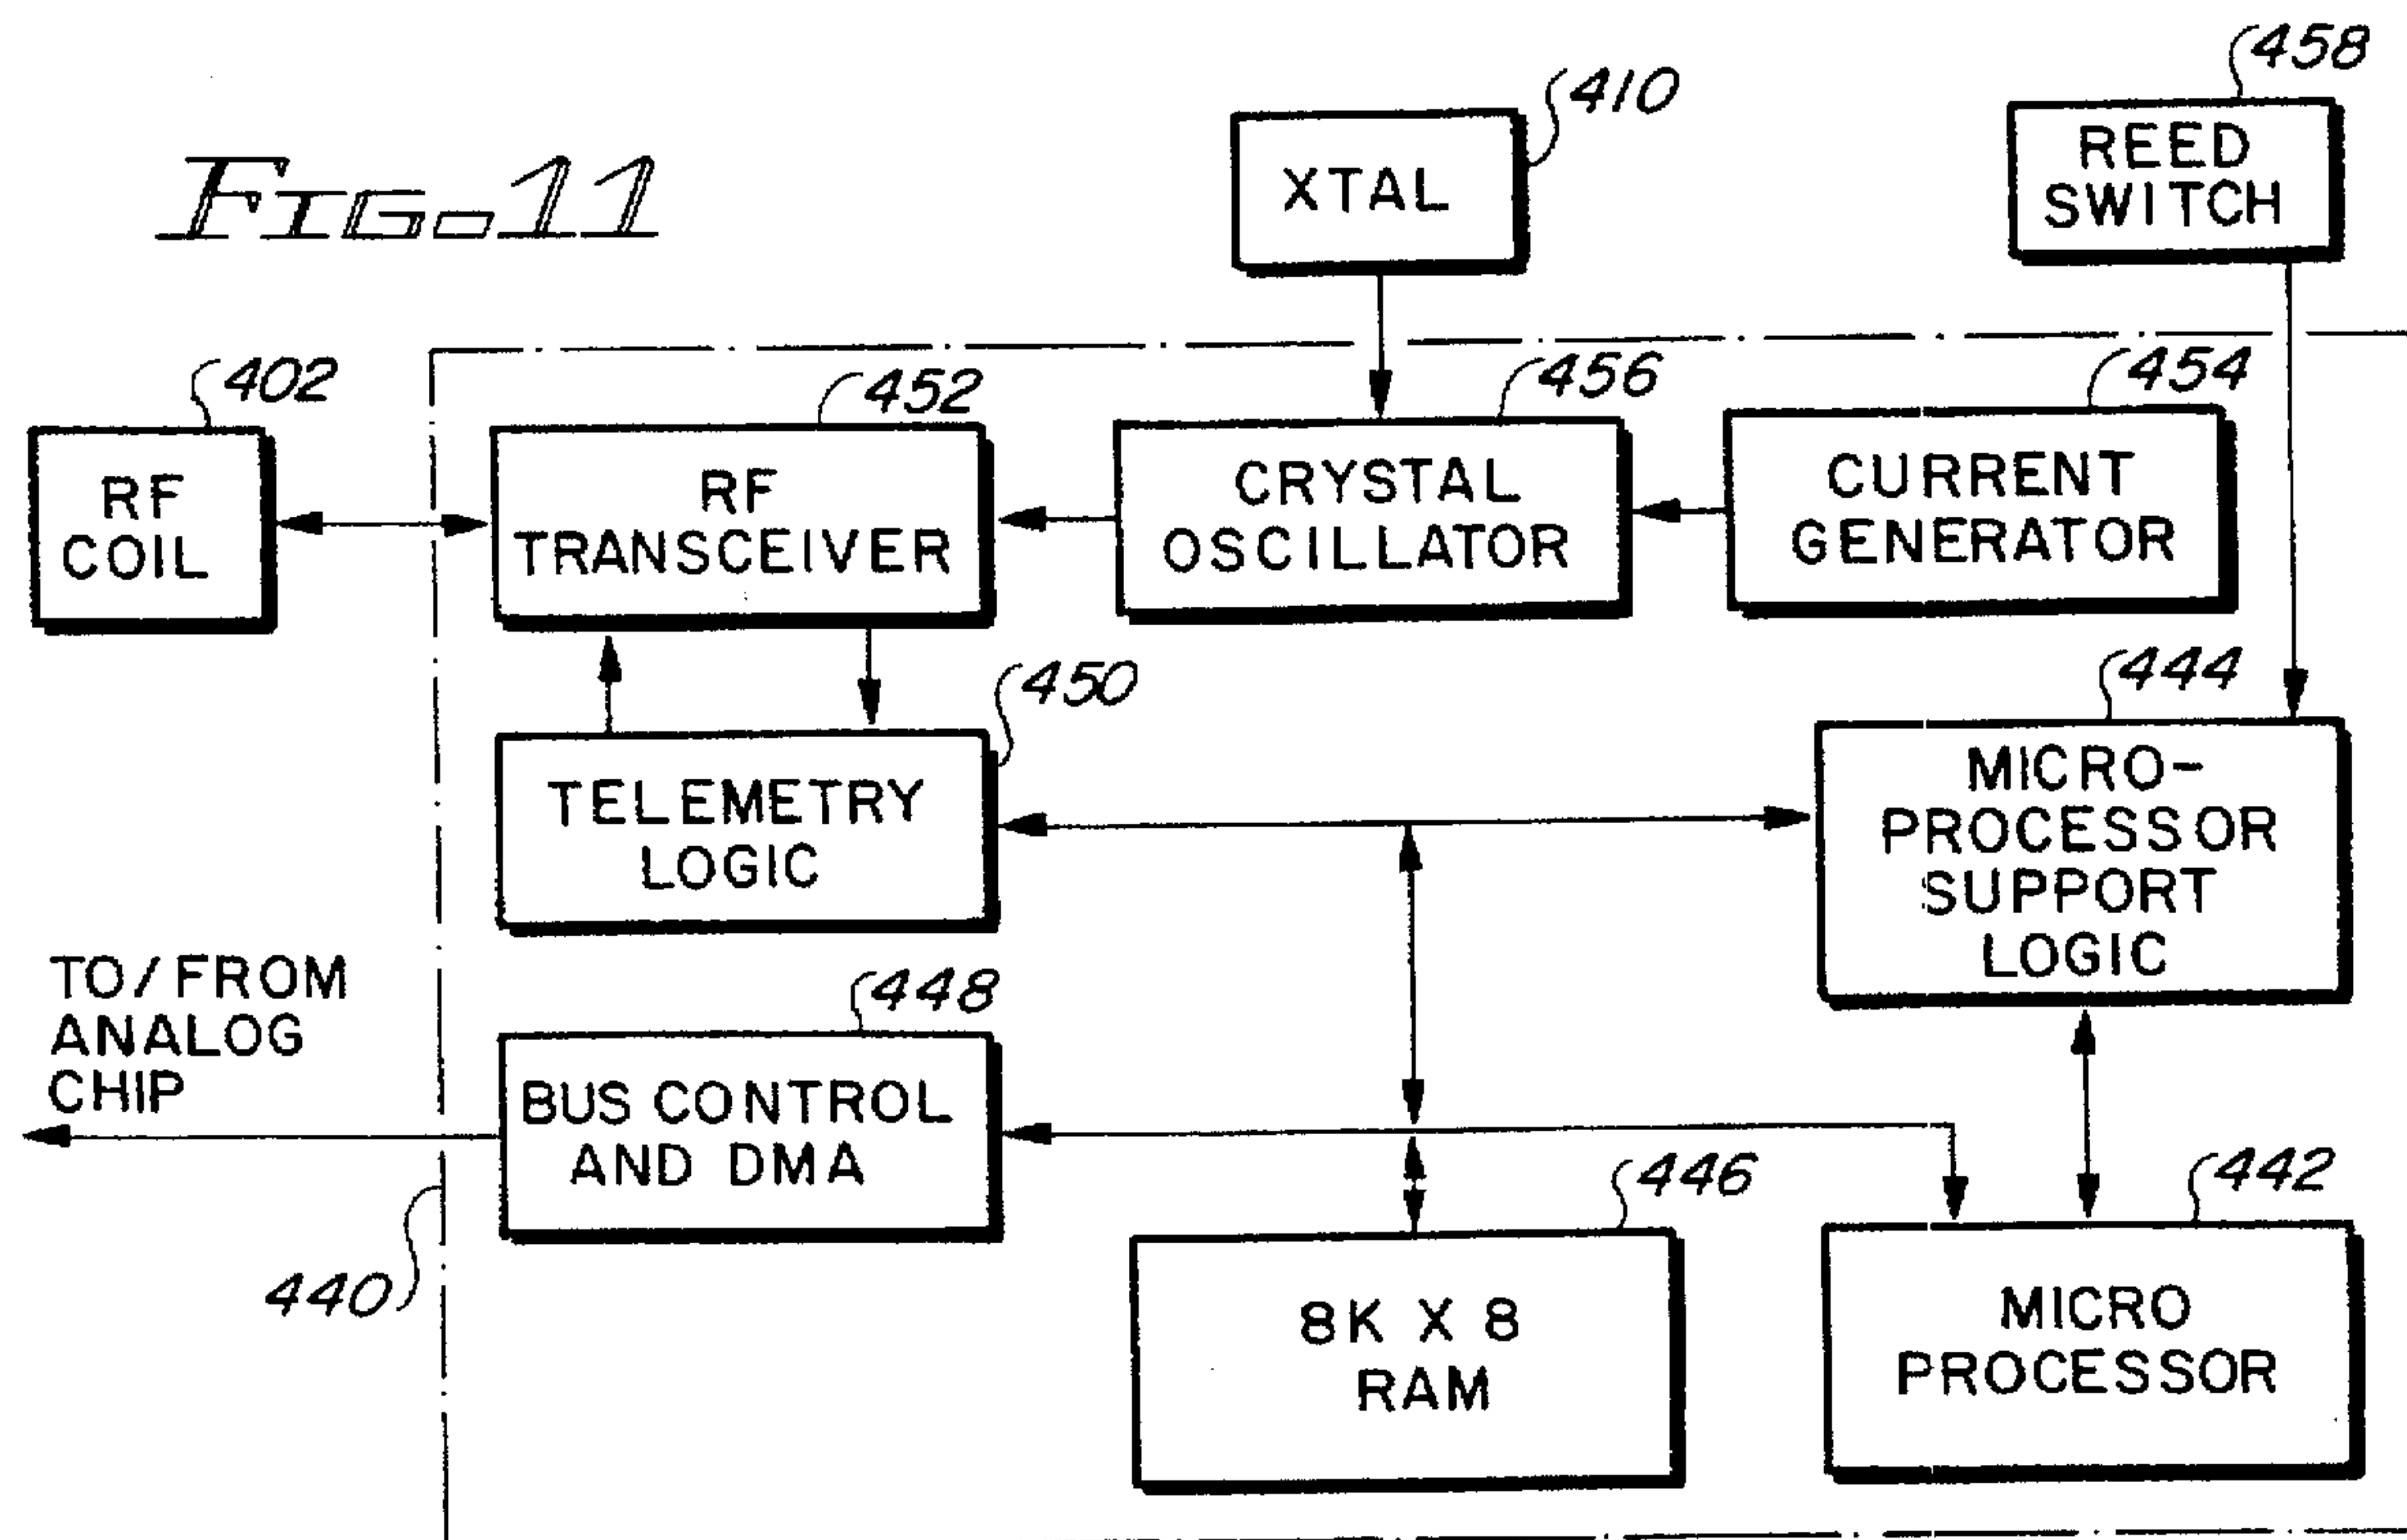 FIG. 11
410
458
XTAL
REED
SWITCH
402
452
456
454
RF
COIL
RF
TRANSCEIVER
CRYSTAL
OSCILLATOR
CURRENT
GENERATOR
450
444
TELEMETRY
LOGIC
MICRO-
PROCESSOR
SUPPORT
LOGIC
TO/FROM
ANALOG
CHIP
448
BUS CONTROL
AND DMA
440
446
442
8K X 8
RAM
MICRO
PROCESSOR